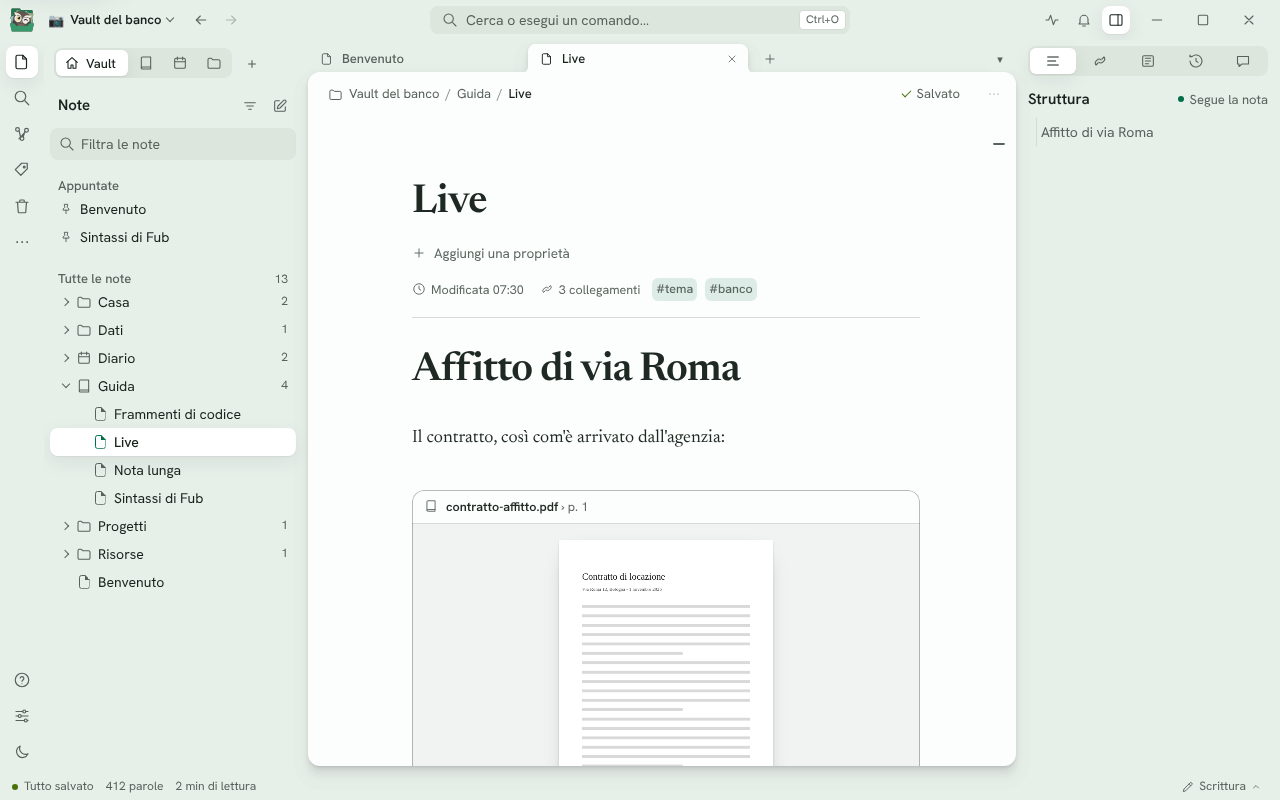 Vault del banco
Cerca o esegui un comando…
Ctrl+O
Vault
Note
Filtra le note
Appuntate
Benvenuto
Sintassi di Fub
Tutte le note 13
Casa 2
Dati 1
Diario 2
Guida 4
Frammenti di codice
Live
Nota lunga
Sintassi di Fub
Progetti 1
Risorse 1
Benvenuto
Tutto salvato 412 parole 2 min di lettura
Benvenuto
Live
Vault del banco / Guida / Live
Salvato
Live
Aggiungi una proprietà
Modificata 07:30 3 collegamenti #tema #banco
Affitto di via Roma
Il contratto, così com'è arrivato dall'agenzia:
contratto-affitto.pdf › p. 1
Contratto di locazione
Struttura
Segue la nota
Affitto di via Roma
Scrittura